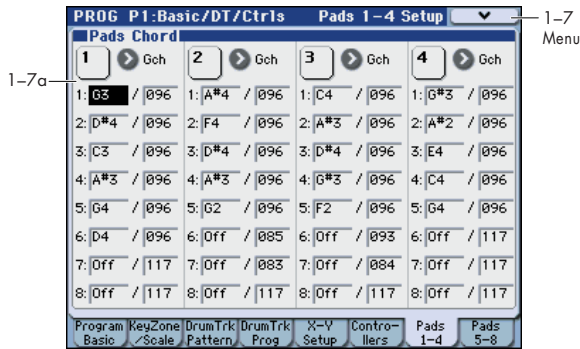 PROG P1:Basic/DT/Ctrls Pads 1-4 Setup
1–7
Menu
Pads Chord
1 Gch 2 Gch 3 Gch 4 Gch
1–7a
1: G3 / 096 1: A#4 / 096 1: C4 / 096 1: G#3 / 096
2: D#4 / 096 2: F4 / 096 2: A#3 / 096 2: A#2 / 096
3: C3 / 096 3: D#4 / 096 3: D#4 / 096 3: E4 / 096
4: A#3 / 096 4: A#3 / 096 4: G#3 / 096 4: C4 / 096
5: G4 / 096 5: G2 / 096 5: F2 / 096 5: G4 / 096
6: D4 / 096 6: Off / 085 6: Off / 093 6: Off / 117
7: Off / 117 7: Off / 083 7: Off / 084 7: Off / 117
8: Off / 117 8: Off / 117 8: Off / 117 8: Off / 117
Program KeyZone DrumTrk DrumTrk X-Y Contro- Pads Pads
Basic /Scale Pattern Prog Setup llers 1-4 5-8